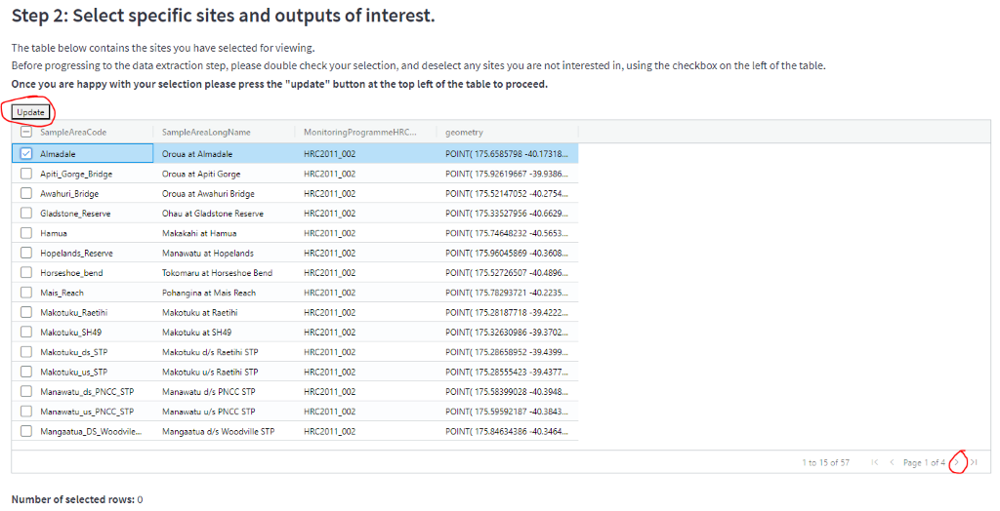 Step 2: Select specific sites and outputs of interest.
The table below contains the sites you have selected for viewing.
Before progressing to the data extraction step, please double check your selection, and deselect any sites you are not interested in, using the checkbox on the left of the table.
Once you are happy with your selection please press the "update" button at the top left of the table to proceed.
Update
SampleAreaCode SampleAreaLongName MonitoringProgrammeHRC... geometry
Almadale Oroua at Almadale HRC2011_002 POINT( 175.6585798 -40.17318...
Apiti_Gorge_Bridge Oroua at Apiti Gorge HRC2011_002 POINT( 175.92619667 -39.9386...
Awahuri_Bridge Oroua at Awahuri Bridge HRC2011_002 POINT( 175.52147052 -40.2754...
Gladstone_Reserve Ohau at Gladstone Reserve HRC2011_002 POINT( 175.33527956 -40.6629...
Hamua Makakahi at Hamua HRC2011_002 POINT( 175.74648232 -40.5653...
Hopelands_Reserve Manawatu at Hopelands HRC2011_002 POINT( 175.96045869 -40.3608...
Horseshoe_bend Tokomaru at Horseshoe Bend HRC2011_002 POINT( 175.52726507 -40.4896...
Mais_Reach Pohangina at Mais Reach HRC2011_002 POINT( 175.78293721 -40.2235...
Makotuku_Raetihi Makotuku at Raetihi HRC2011_002 POINT( 175.28187718 -39.4222...
Makotuku_SH49 Makotuku at SH49 HRC2011_002 POINT( 175.32630986 -39.3702...
Makotuku_ds_STP Makotuku d/s Raetihi STP HRC2011_002 POINT( 175.28658952 -39.4399...
Makotuku_us_STP Makotuku u/s Raetihi STP HRC2011_002 POINT( 175.28555423 -39.4377...
Manawatu_ds_PNCC_STP Manawatu d/s PNCC STP HRC2011_002 POINT( 175.58399028 -40.3948...
Manawatu_us_PNCC_STP Manawatu u/s PNCC STP HRC2011_002 POINT( 175.59592187 -40.3843...
Mangaatua_DS_Woodvile... Mangaatua d/s Woodville STP HRC2011_002 POINT( 175.84634386 -40.3464...
1 to 15 of 57 Page 1 of 4
Number of selected rows: 0